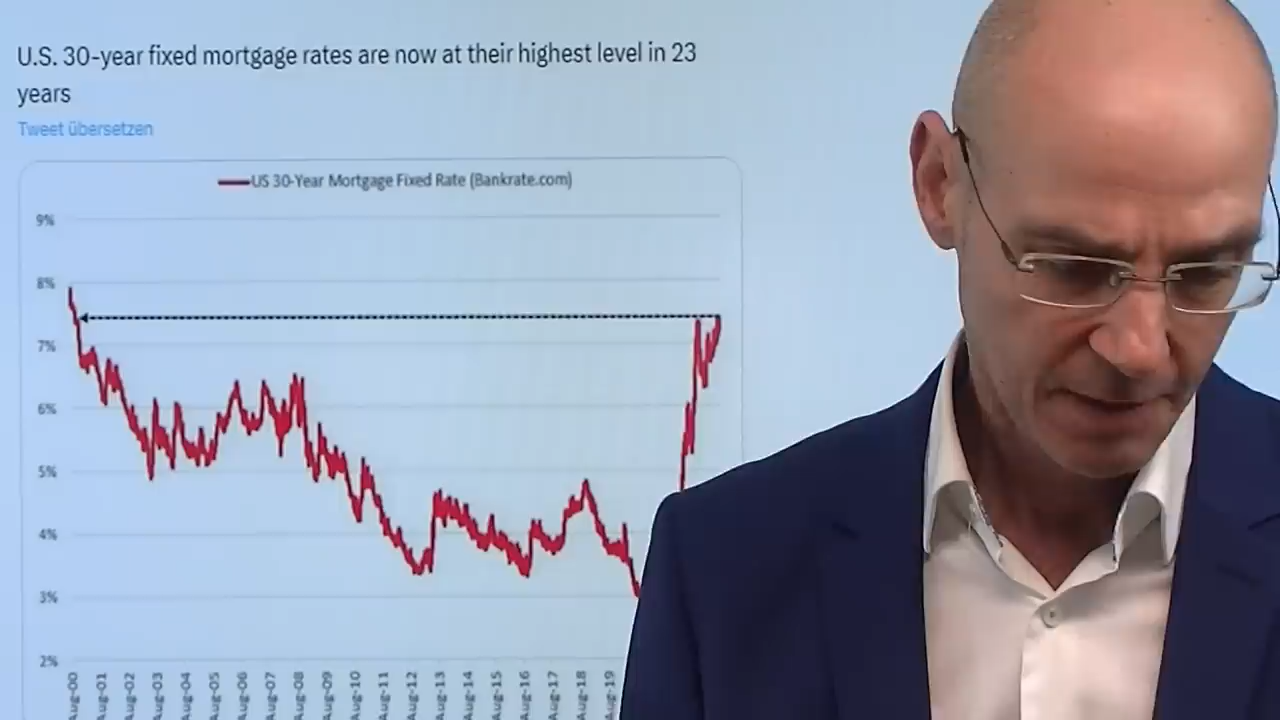 U.S. 30-year fixed mortgage rates are now at their highest level in 23
years
Tweet übersetzen
US 30-Year Mortgage Fixed Rate (Bankrate.com)
9%
8%
7%
6%
5%
4%
3%
2%
Aug-00
Aug-01
Aug-02
Aug-03
Aug-04
Aug-05
Aug-06
Aug-07
Aug-08
Aug-09
Aug-10
Aug-11
Aug-12
Aug-13
Aug-14
Aug-15
Aug-16
Aug-17
Aug-18
Aug-19